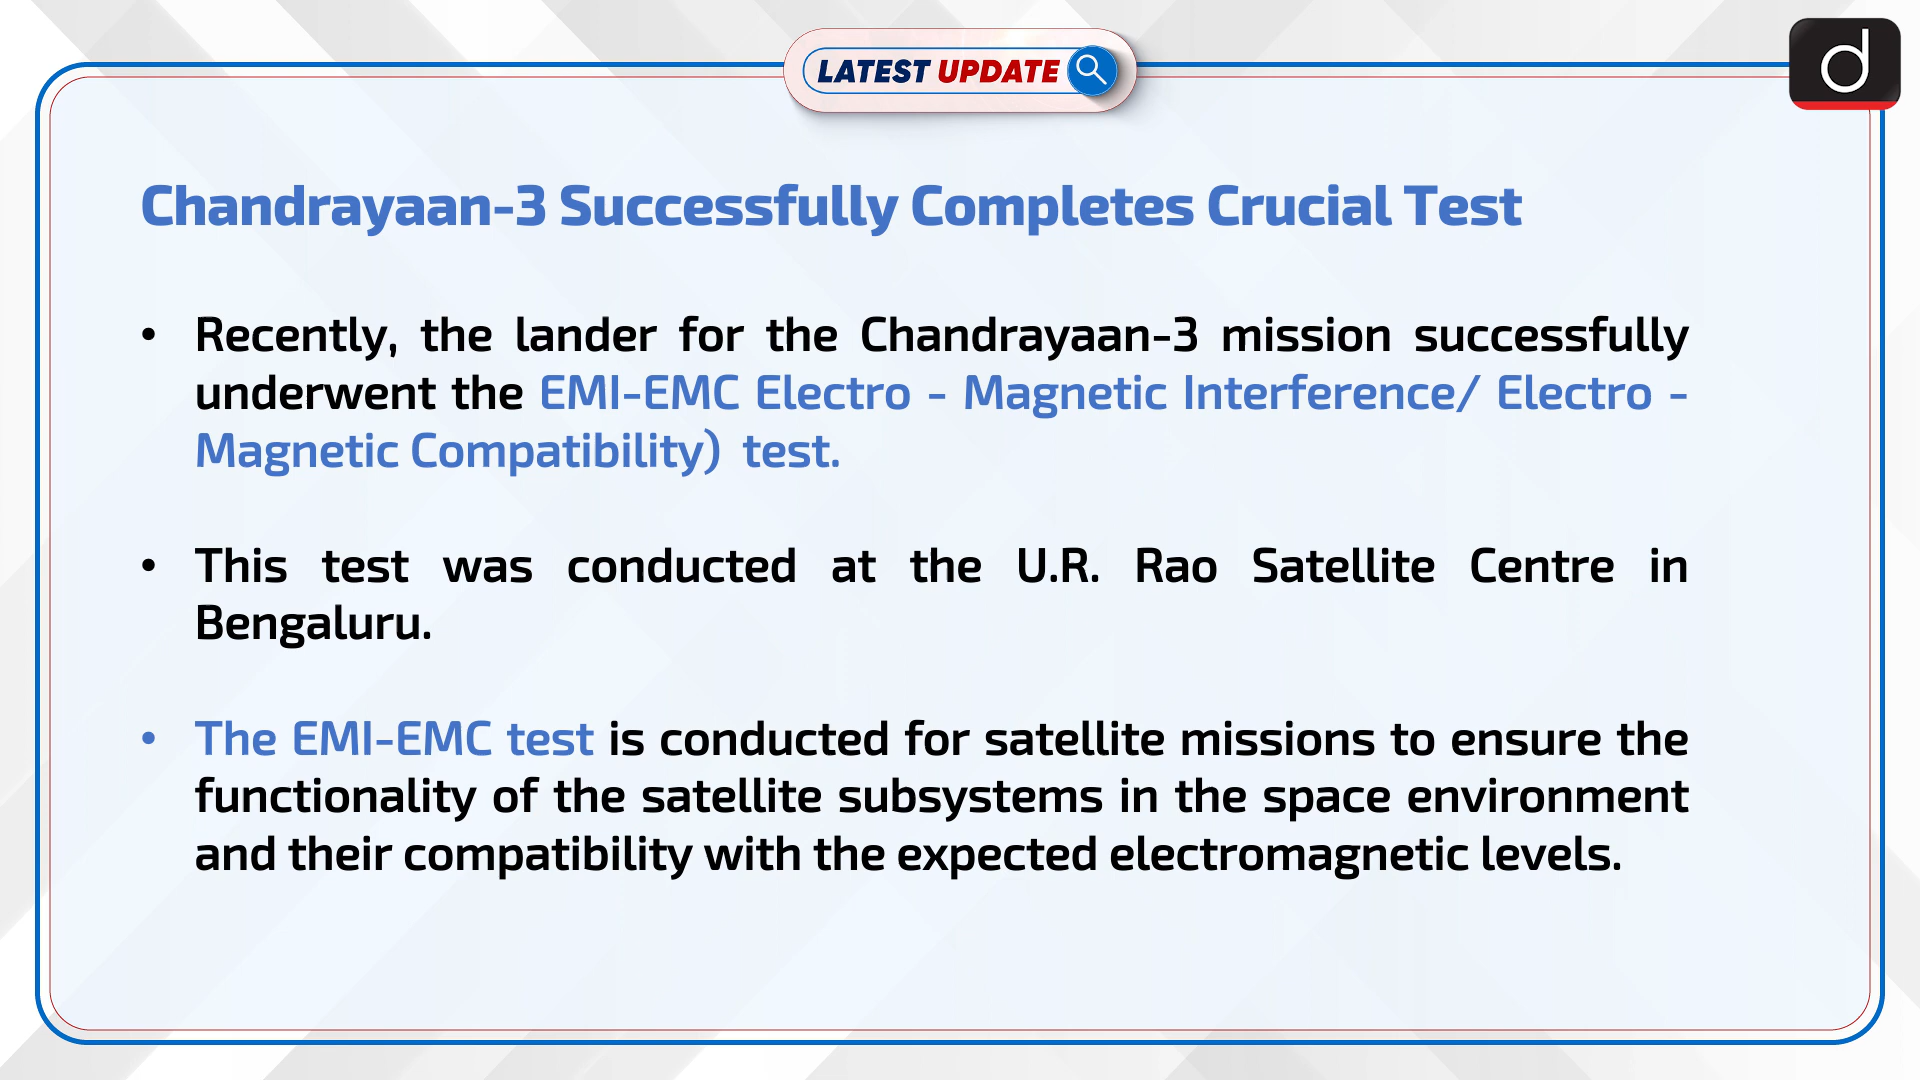 LATEST UPDATE
d
Chandrayaan-3 Successfully Completes Crucial Test
• Recently, the lander for the Chandrayaan-3 mission successfully
underwent the EMI-EMC Electro - Magnetic Interference/ Electro -
Magnetic Compatibility) test.
• This test was conducted at the U.R. Rao Satellite Centre in
Bengaluru.
• The EMI-EMC test is conducted for satellite missions to ensure the
functionality of the satellite subsystems in the space environment
and their compatibility with the expected electromagnetic levels.